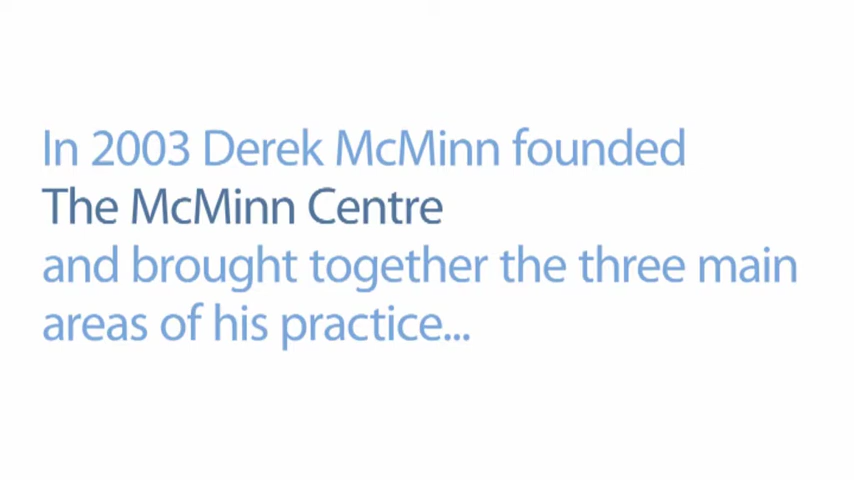 In 2003 Derek McMinn founded
The McMinn Centre
and brought together the three main
areas of his practice...